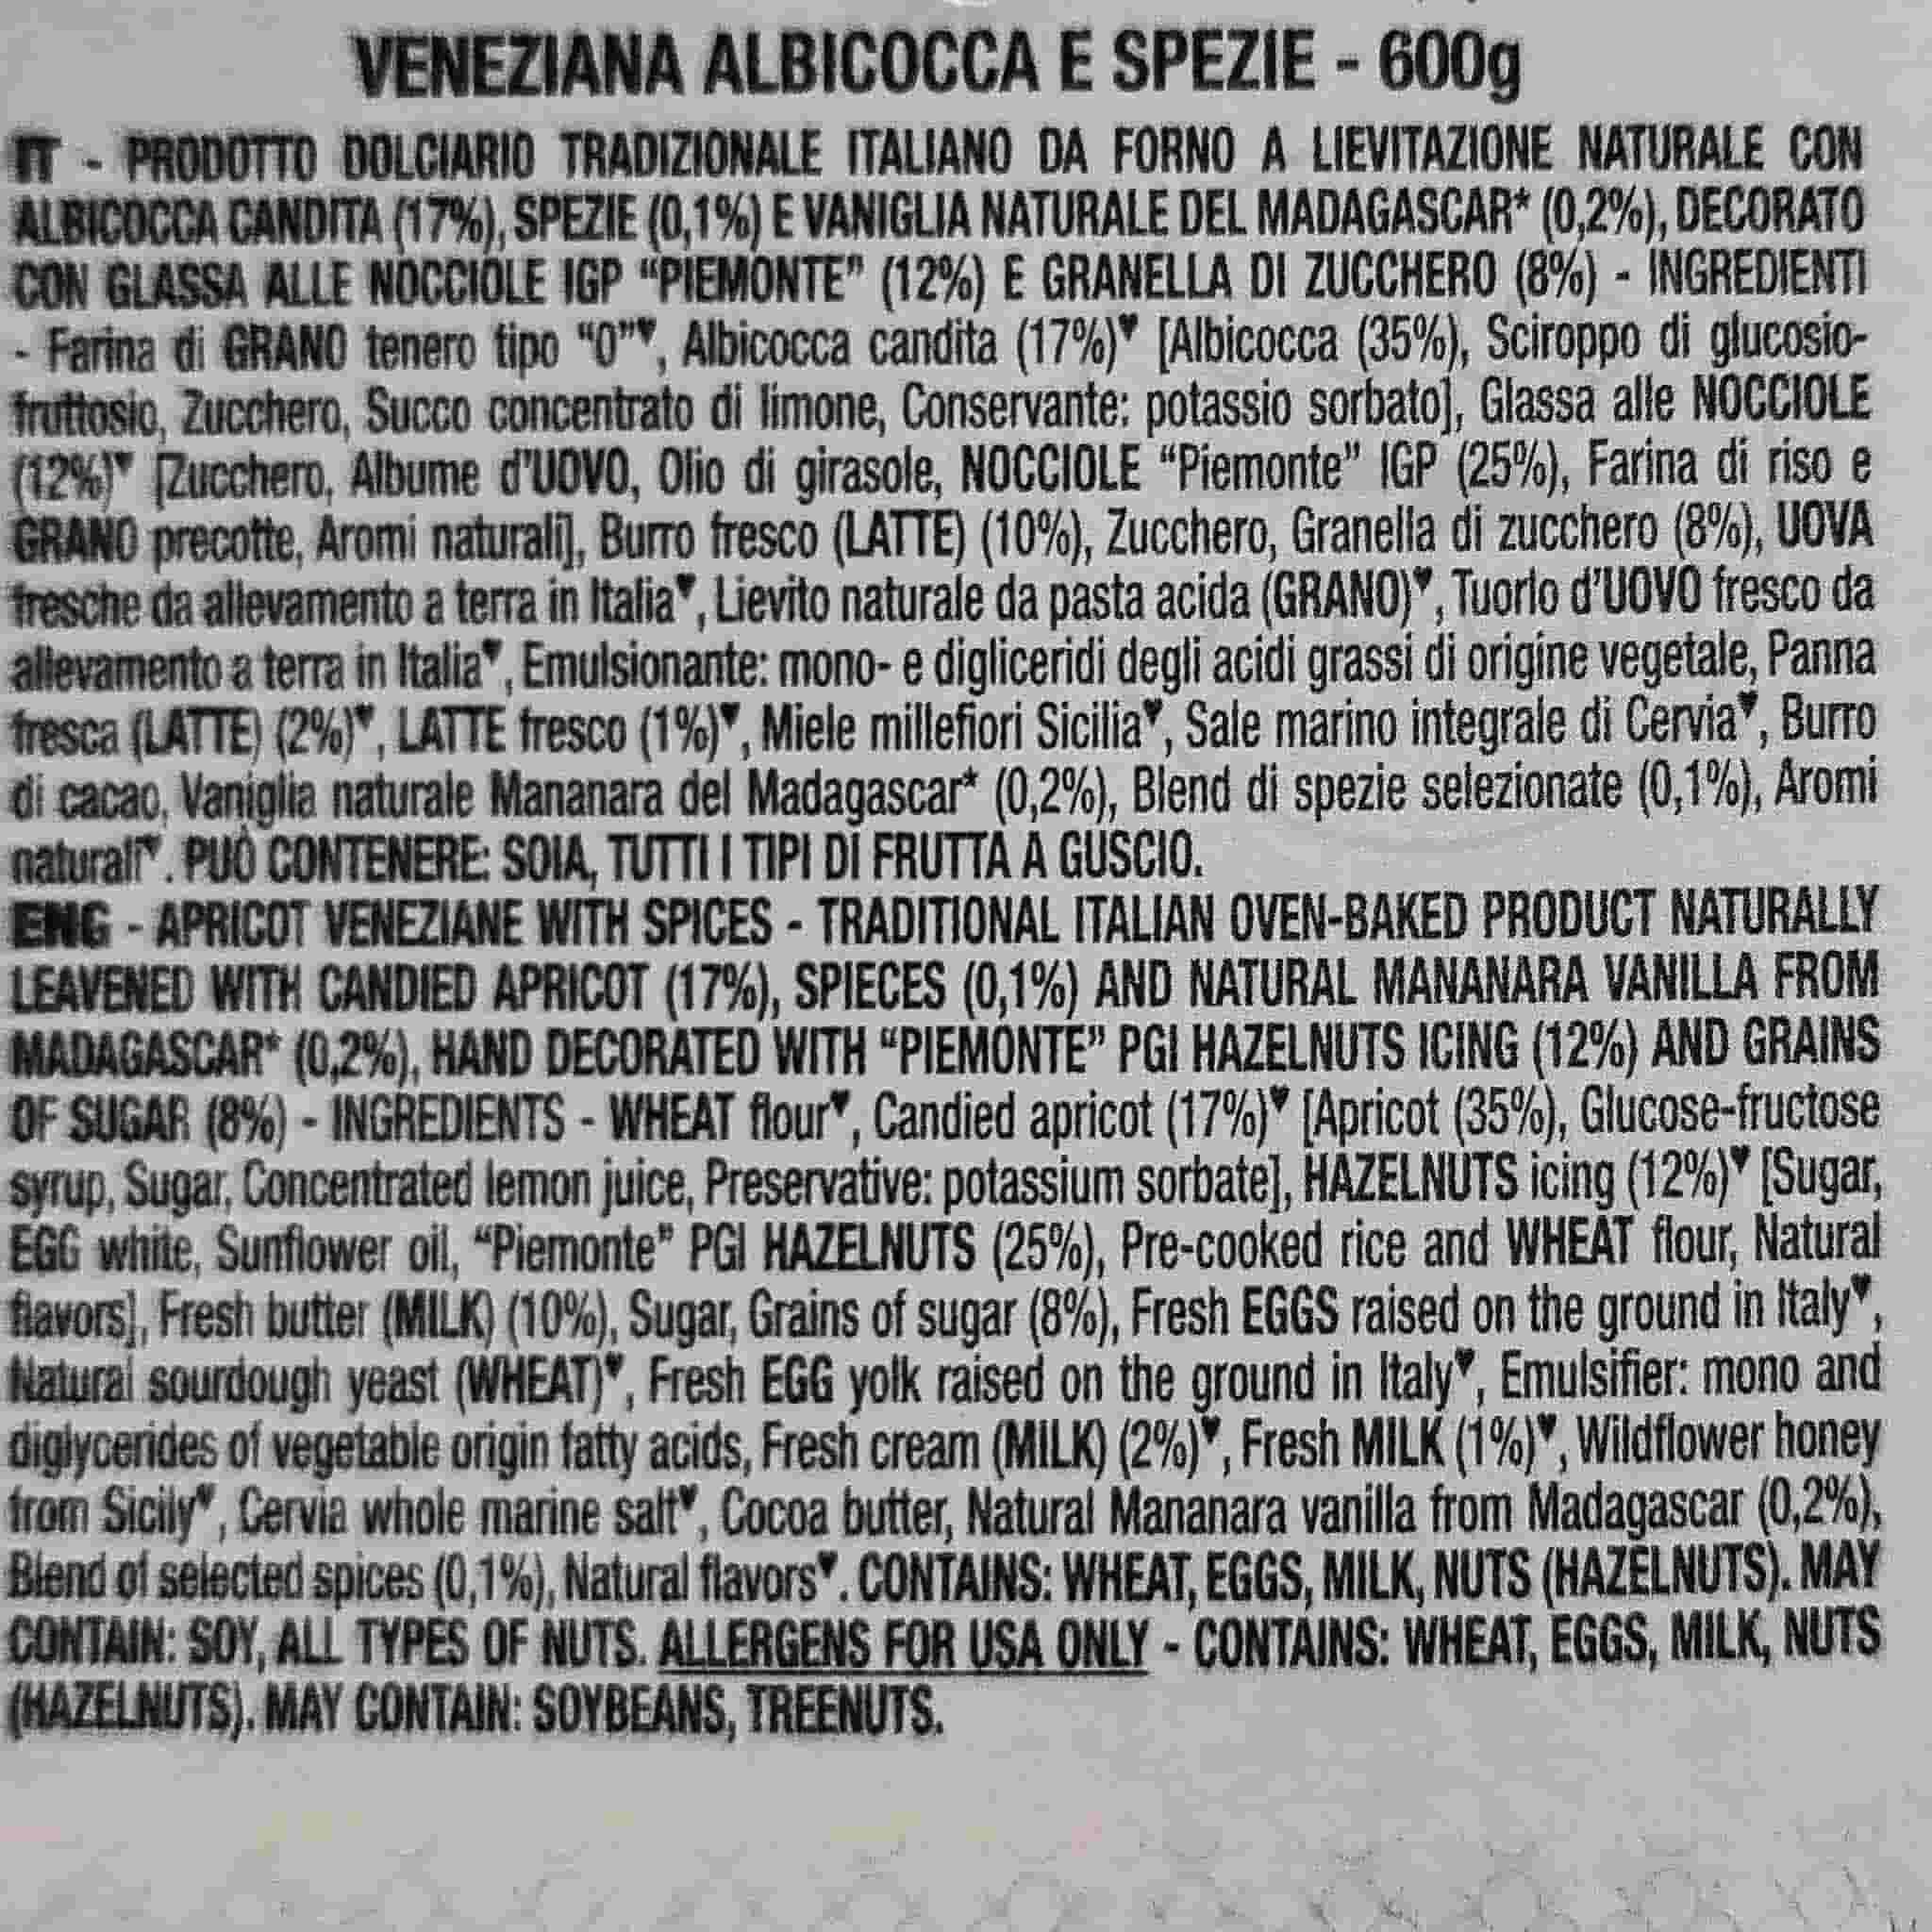 VENEZIANA ALBICOCCA E SPEZIE - 600g
IT - PRODOTTO DOLCIARIO TRADIZIONALE ITALIANO DA FORNO A LIEVITAZIONE NATURALE CON
ALBICOCCA CANDITA (17%), SPEZIE (0,1%) E VANIGLIA NATURALE DEL MADAGASCAR* (0,2%), DECORATO
CON GLASSA ALLE NOCCIOLE IGP “PIEMONTE” (12%) E GRANELLA DI ZUCCHERO (8%) - INGREDIENTI
- Farina di GRANO tenero tipo “0”♥, Albicocca candita (17%)♥ [Albicocca (35%), Sciroppo di glucosio-
fruttosio, Zucchero, Succo concentrato di limone, Conservante: potassio sorbato], Glassa alle NOCCIOLE
(12%)♥ [Zucchero, Albume d’UOVO, Olio di girasole, NOCCIOLE “Piemonte” IGP (25%), Farina di riso e
GRANO precotte, Aromi naturali], Burro fresco (LATTE) (10%), Zucchero, Granella di zucchero (8%), UOVA
fresche da allevamento a terra in Italia♥, Lievito naturale da pasta acida (GRANO)♥, Tuorlo d’UOVO fresco da
allevamento a terra in Italia♥, Emulsionante: mono- e digliceridi degli acidi grassi di origine vegetale, Panna
fresca (LATTE) (2%)♥, LATTE fresco (1%)♥, Miele millefiori Sicilia♥, Sale marino integrale di Cervia♥, Burro
di cacao, Vaniglia naturale Mananara del Madagascar* (0,2%), Blend di spezie selezionate (0,1%), Aromi
naturali♥. PUÒ CONTENERE: SOIA, TUTTI I TIPI DI FRUTTA A GUSCIO.
ENG - APRICOT VENEZIANE WITH SPICES - TRADITIONAL ITALIAN OVEN-BAKED PRODUCT NATURALLY
LEAVENED WITH CANDIED APRICOT (17%), SPIECES (0,1%) AND NATURAL MANANARA VANILLA FROM
MADAGASCAR* (0,2%), HAND DECORATED WITH “PIEMONTE” PGI HAZELNUTS ICING (12%) AND GRAINS
OF SUGAR (8%) - INGREDIENTS - WHEAT flour♥, Candied apricot (17%)♥ [Apricot (35%), Glucose-fructose
syrup, Sugar, Concentrated lemon juice, Preservative: potassium sorbate], HAZELNUTS icing (12%)♥ [Sugar,
EGG white, Sunflower oil, “Piemonte” PGI HAZELNUTS (25%), Pre-cooked rice and WHEAT flour, Natural
flavors], Fresh butter (MILK) (10%), Sugar, Grains of sugar (8%), Fresh EGGS raised on the ground in Italy♥,
Natural sourdough yeast (WHEAT)♥, Fresh EGG yolk raised on the ground in Italy♥, Emulsifier: mono and
diglycerides of vegetable origin fatty acids, Fresh cream (MILK) (2%)♥, Fresh MILK (1%)♥, Wildflower honey
from Sicily♥, Cervia whole marine salt♥, Cocoa butter, Natural Mananara vanilla from Madagascar (0,2%),
Blend of selected spices (0,1%), Natural flavors♥. CONTAINS: WHEAT, EGGS, MILK, NUTS (HAZELNUTS). MAY
CONTAIN: SOY, ALL TYPES OF NUTS. ALLERGENS FOR USA ONLY - CONTAINS: WHEAT, EGGS, MILK, NUTS
(HAZELNUTS). MAY CONTAIN: SOYBEANS, TREENUTS.